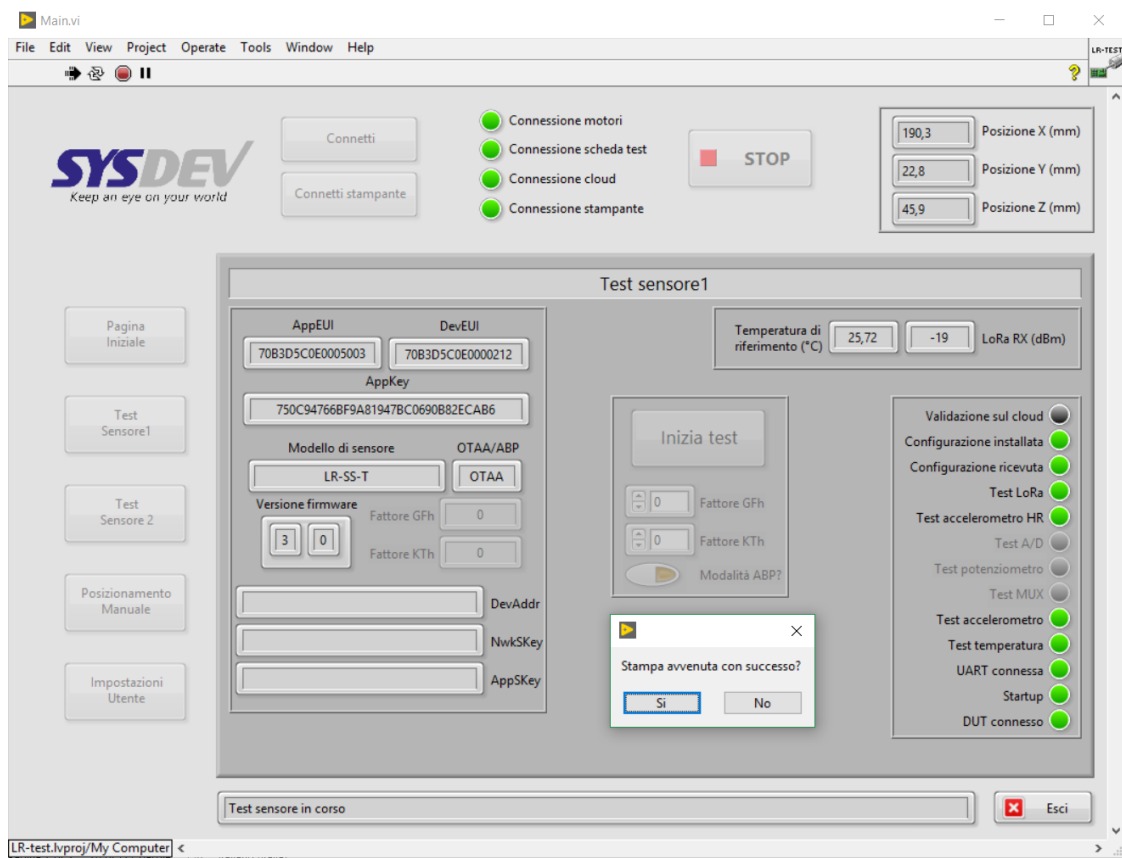 Main.vi
File Edit View Project Operate Tools Window Help
LR-TEST
SYSDEV
Keep an eye on your world
Connetti
Connetti stampante
Connessione motori
Connessione scheda test
Connessione cloud
Connessione stampante
STOP
190,3 Posizione X (mm)
22,8 Posizione Y (mm)
45,9 Posizione Z (mm)
Pagina
Iniziale
Test
Sensore1
Test
Sensore 2
Posizionamento
Manuale
Impostazioni
Utente
Test sensore1
AppEUI DevEUI
70B3D5C0E0005003 70B3D5C0E0000212
AppKey
750C94766BF9A81947BC0690B82ECAB6
Modello di sensore OTAA/ABP
LR-SS-T OTAA
Versione firmware
3 0
Fattore GFh 0
Fattore KTh 0
DevAddr
NwkSKey
AppSKey
Temperatura di
riferimento (°C) 25,72 -19 LoRa RX (dBm)
Inizia test
0 Fattore GFh
0 Fattore KTh
Modalità ABP?
Stampa avvenuta con successo?
Si No
Validazione sul cloud
Configurazione installata
Configurazione ricevuta
Test LoRa
Test accelerometro HR
Test A/D
Test potenziometro
Test MUX
Test accelerometro
Test temperatura
UART connessa
Startup
DUT connesso
Test sensore in corso
Esci
LR-test.lvproj/My Computer